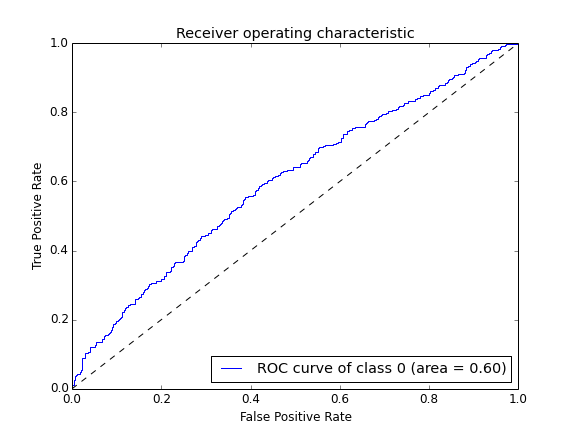 Receiver operating characteristic
1.0
0.8
0.6
0.4
0.2
0.0
True Positive Rate
ROC curve of class 0 (area = 0.60)
0.0 0.2 0.4 0.6 0.8 1.0
False Positive Rate